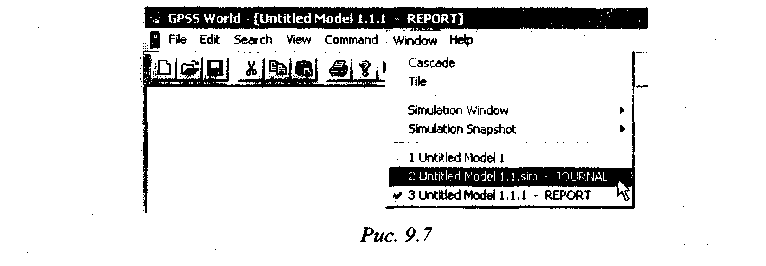 GPSS World - [Untitled Model 1.1.1 - REPORT]
File Edit Search View Command Window Help
Cascade
Tile
Simulation Window
Simulation Snapshot
1 Untitled Model 1
2 Untitled Model 1.1.sim - JOURNAL
3 Untitled Model 1.1.1 - REPORT
Рис. 9.7